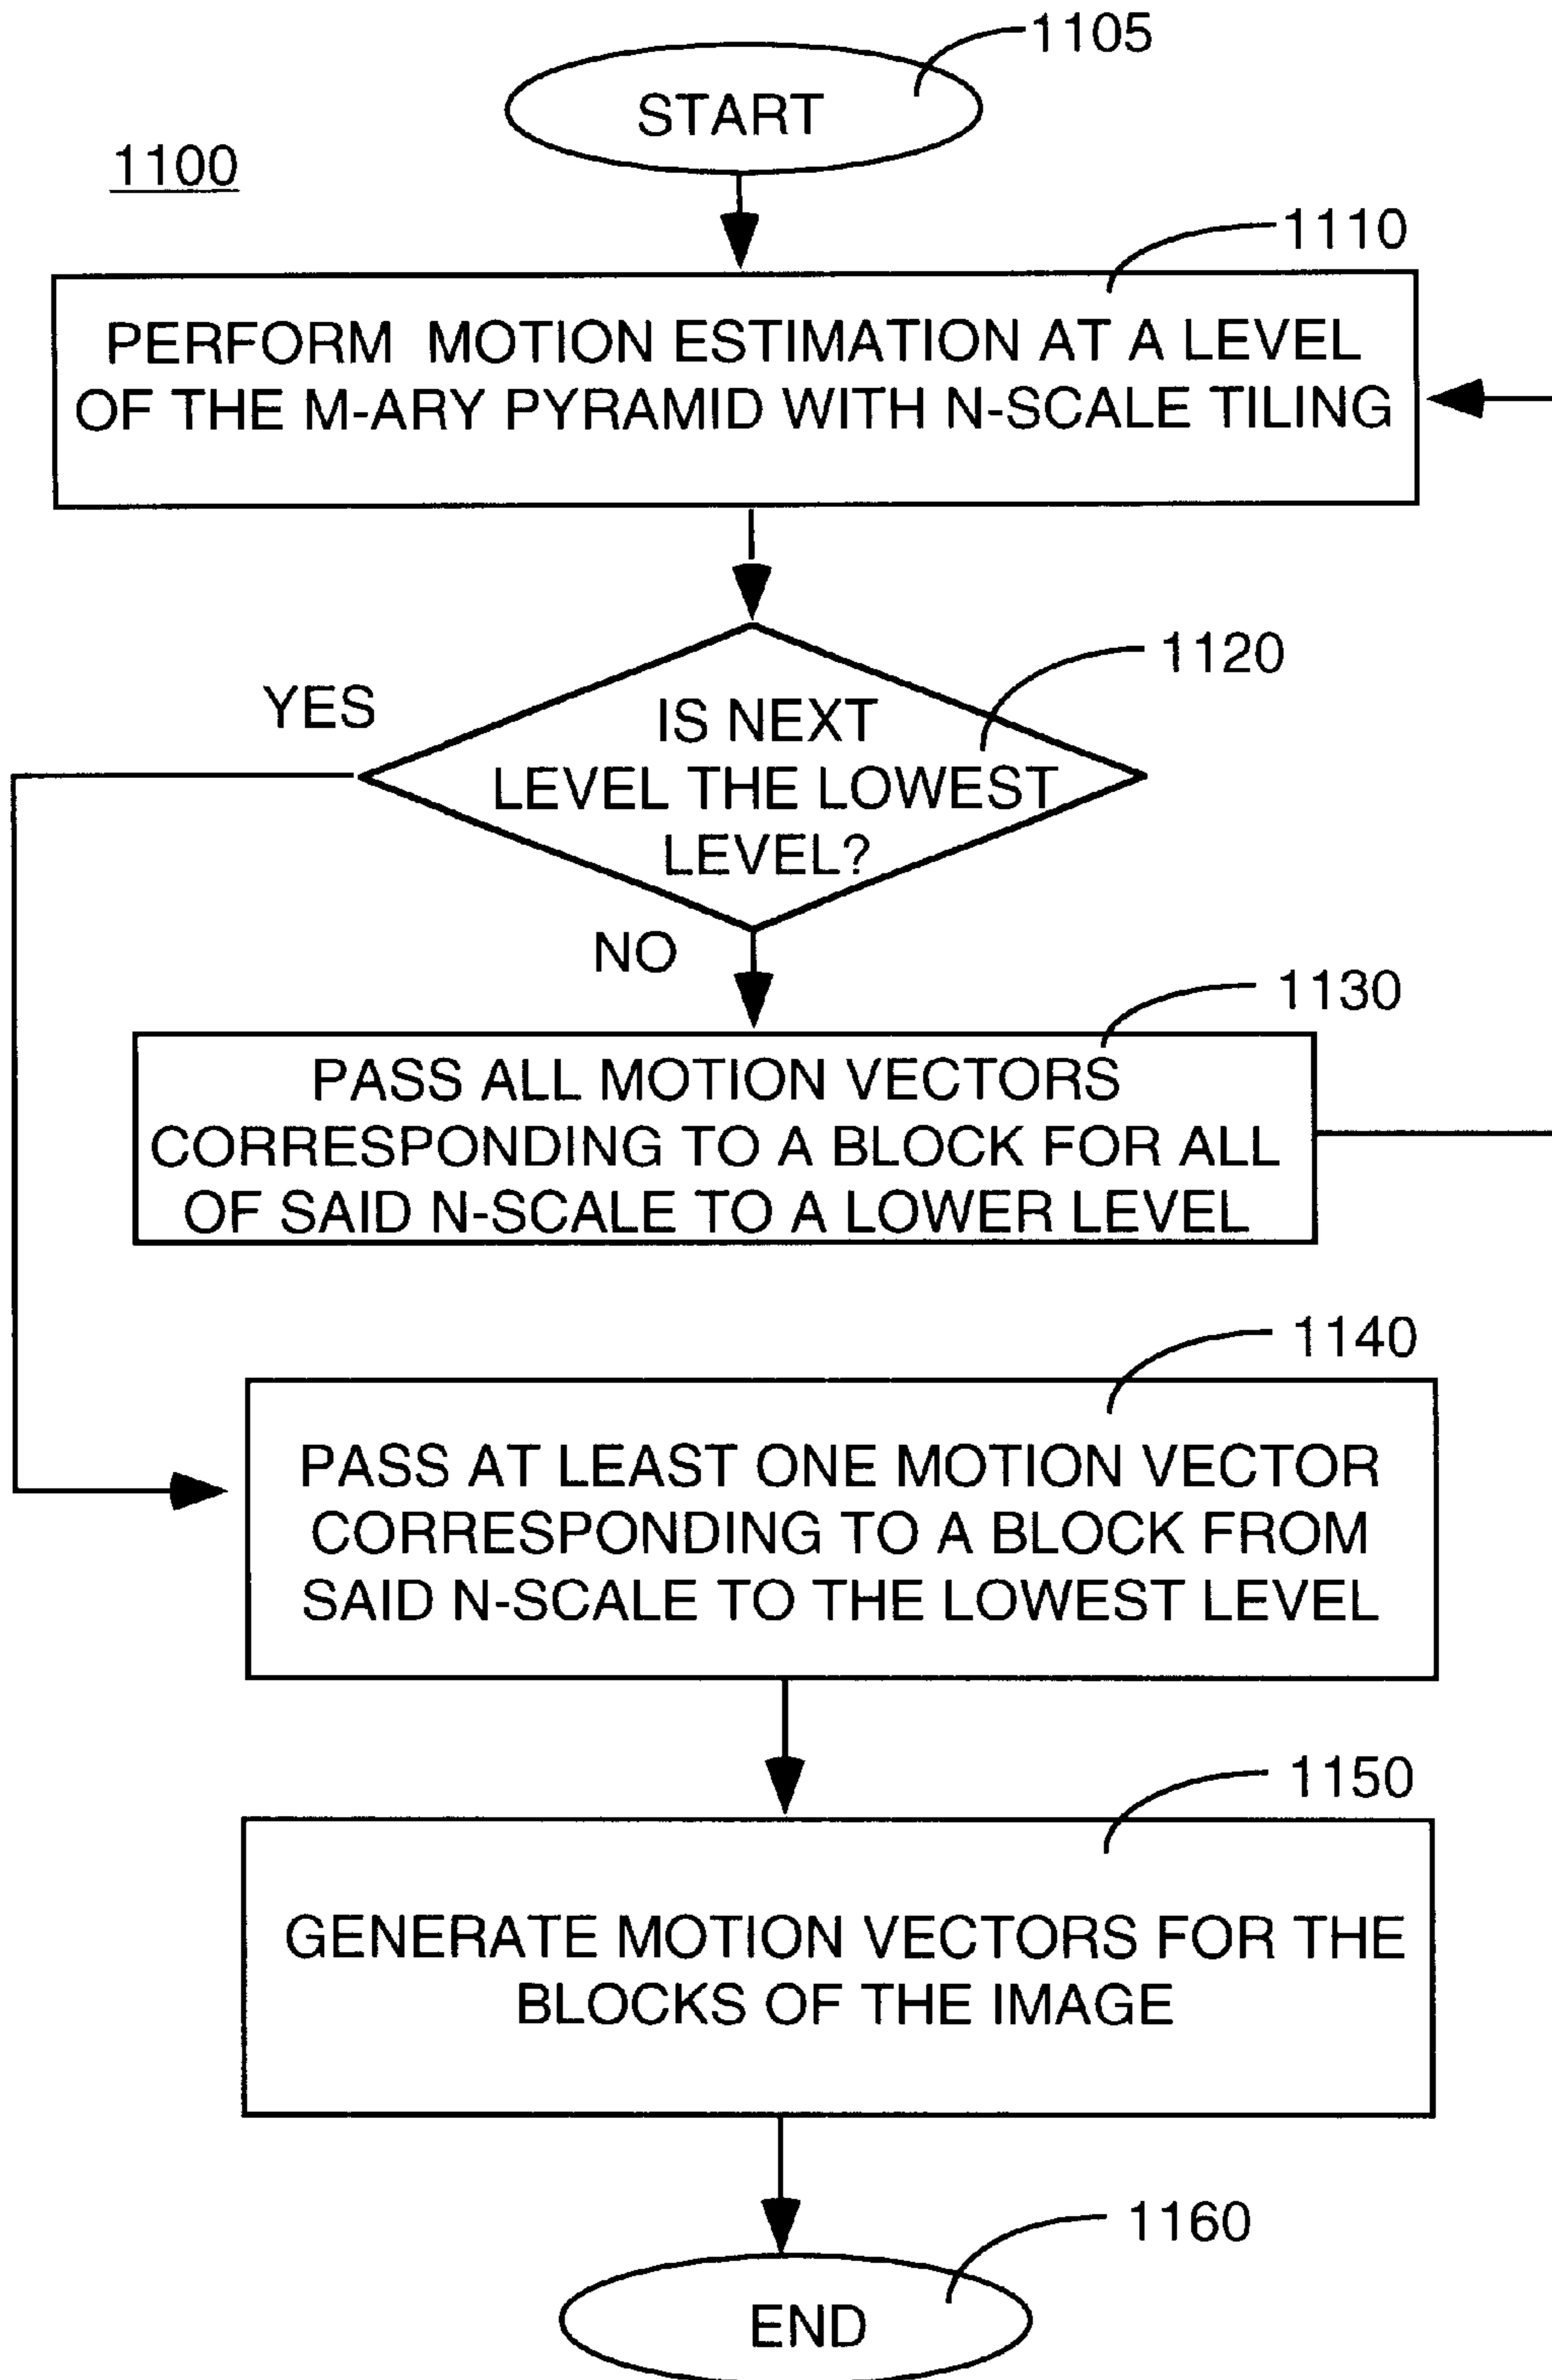 1105
START
1100
1110
PERFORM MOTION ESTIMATION AT A LEVEL
OF THE M-ARY PYRAMID WITH N-SCALE TILING
1120
YES
IS NEXT
LEVEL THE LOWEST
LEVEL?
NO
1130
PASS ALL MOTION VECTORS
CORRESPONDING TO A BLOCK FOR ALL
OF SAID N-SCALE TO A LOWER LEVEL
1140
PASS AT LEAST ONE MOTION VECTOR
CORRESPONDING TO A BLOCK FROM
SAID N-SCALE TO THE LOWEST LEVEL
1150
GENERATE MOTION VECTORS FOR THE
BLOCKS OF THE IMAGE
1160
END